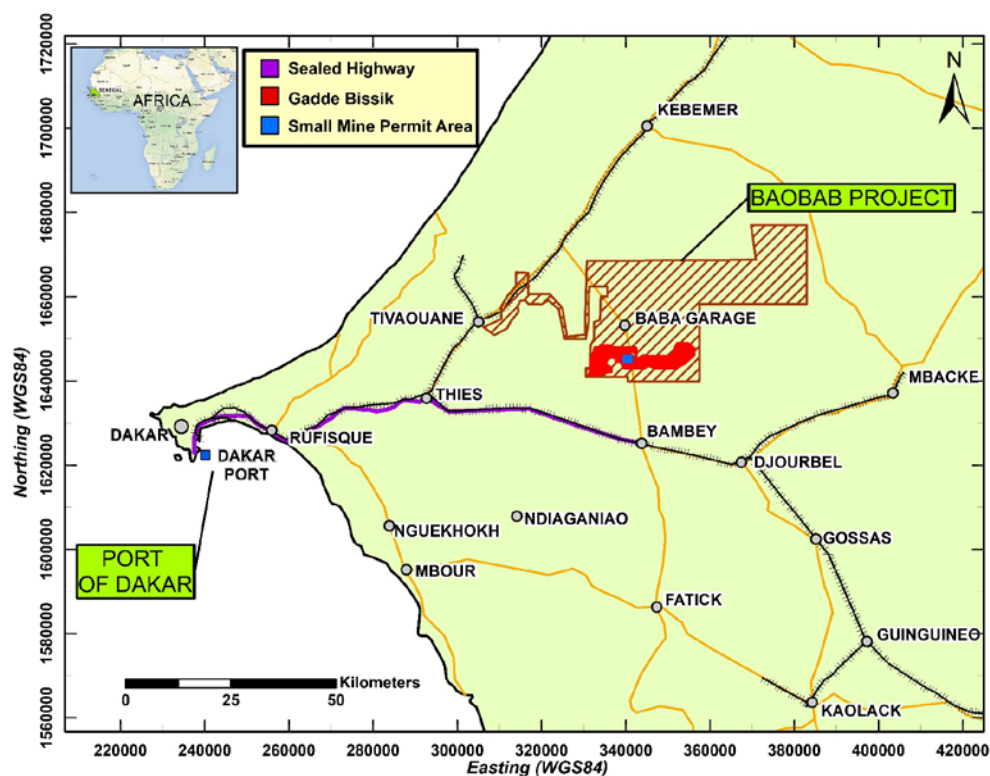 SENEGAL
AFRICA
Sealed Highway
Gadde Bissik
Small Mine Permit Area
N
KEBEMER
BAOBAB PROJECT
TIVAOUANE
BABA GARAGE
MBACKE
THIES
DAKAR
RUFISQUE
BAMBEY
DAKAR
PORT
DJOURBEL
NGUEKHOKH
NDIAGANIAO
GOSSAS
PORT
OF DAKAR
MBOUR
FATICK
GUINGUINEO
Kilometers
0 25 50
KAOLACK
1720000
1700000
1680000
1660000
1640000
1620000
1600000
1580000
1560000
Northing (WGS84)
220000 240000 260000 280000 300000 320000 340000 360000 380000 400000 420000
Easting (WGS84)